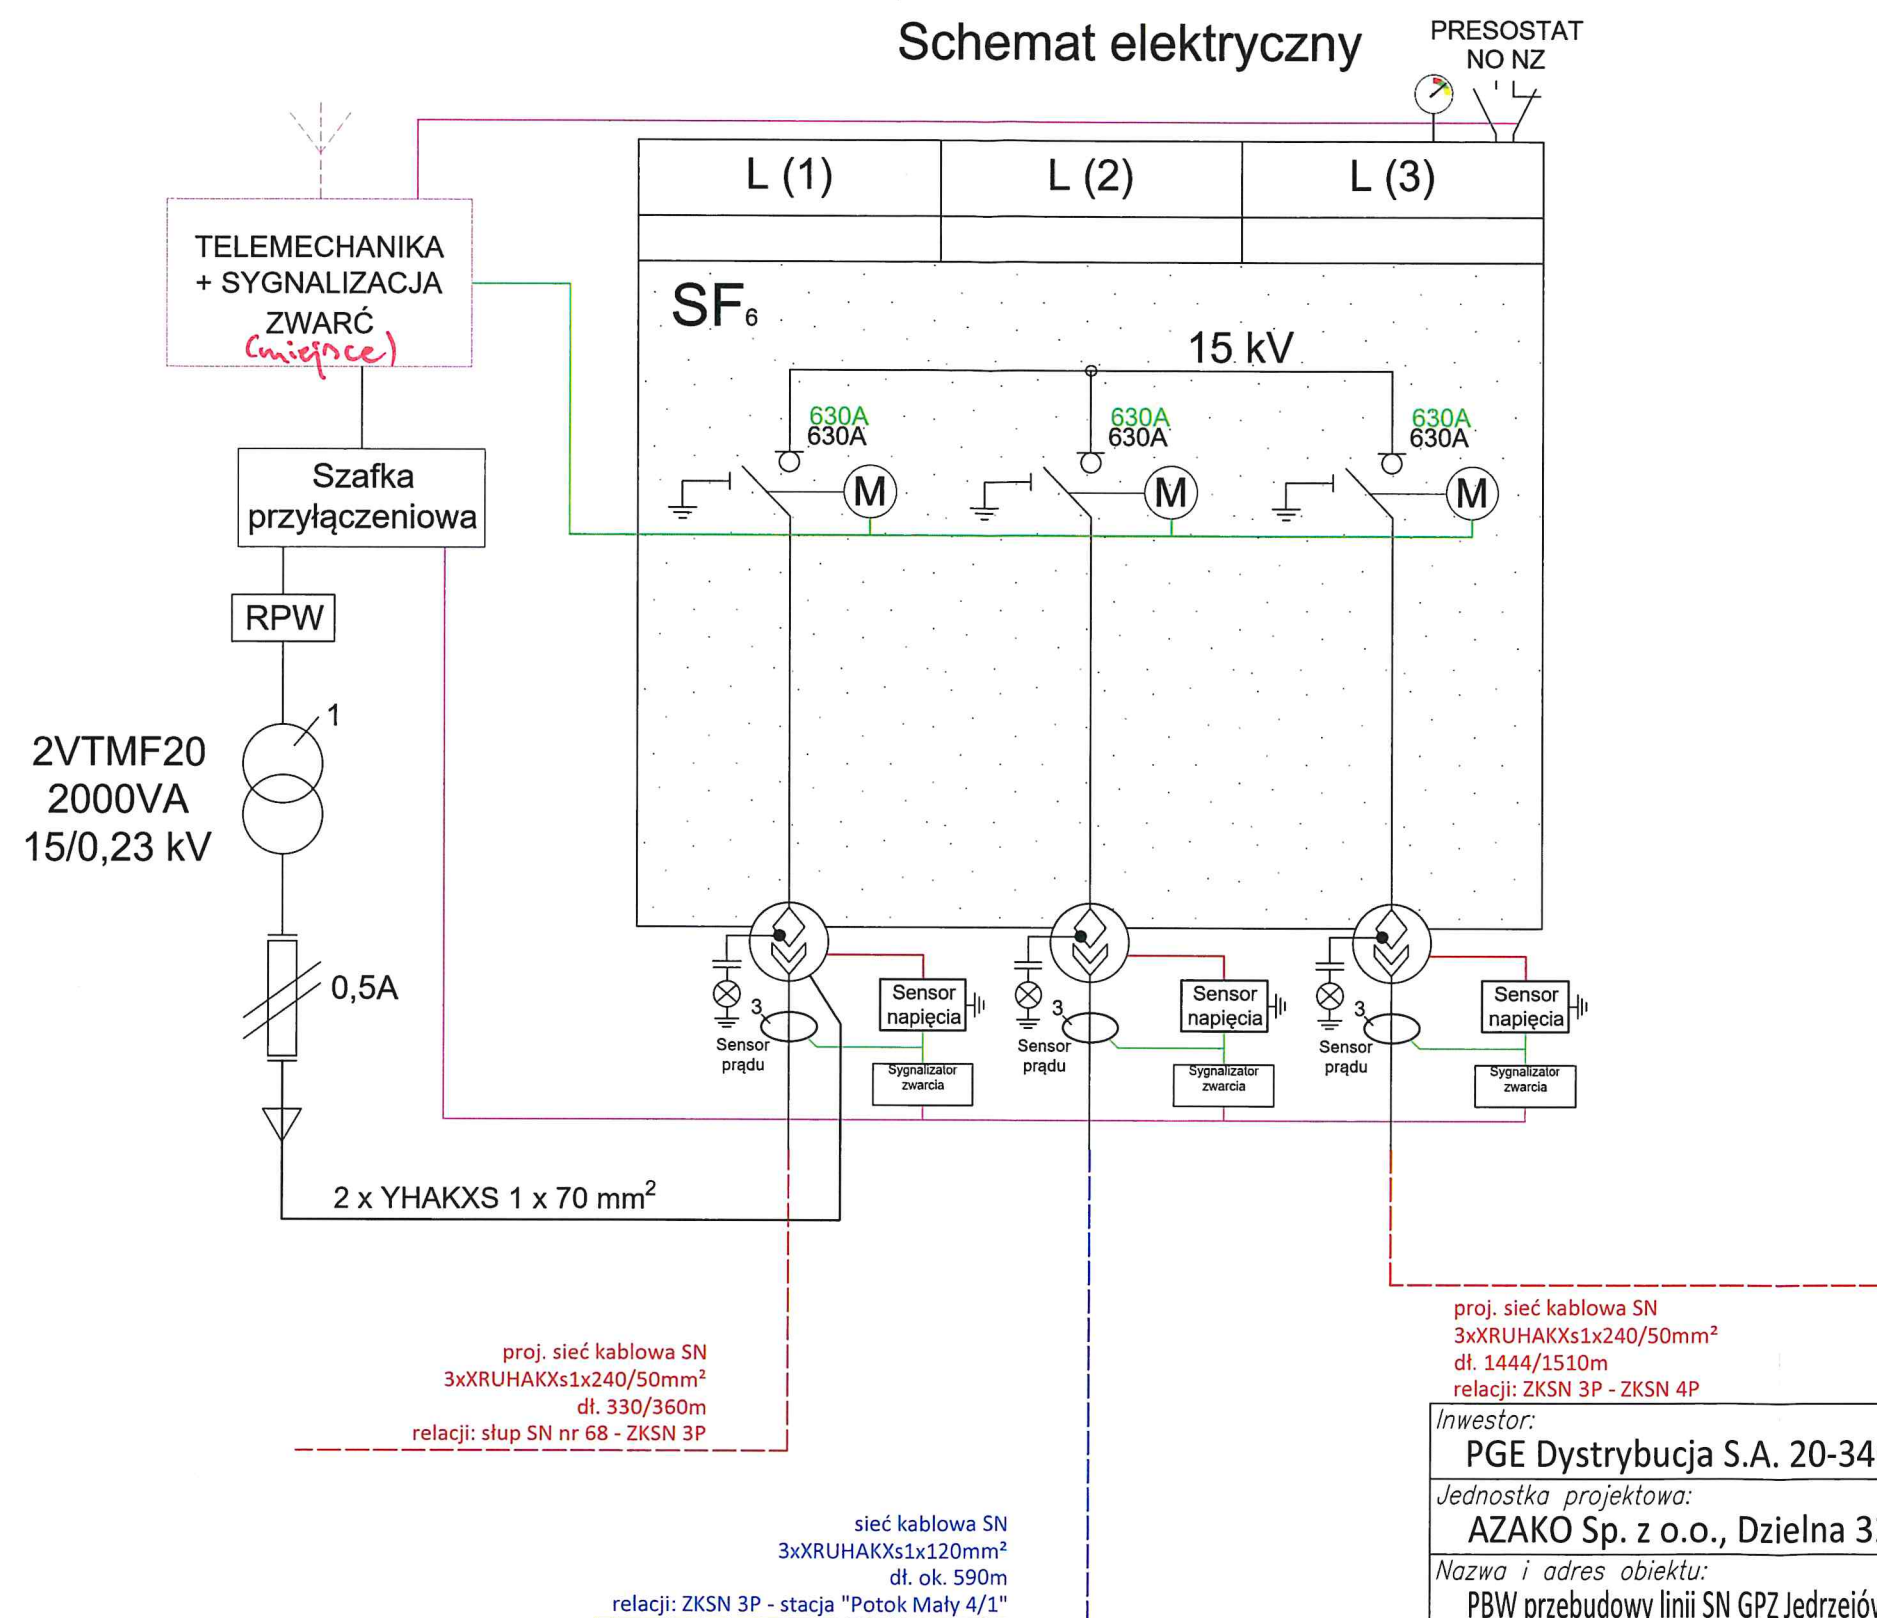 Schemat elektryczny
PRESOSTAT
NO NZ
L (1)
L (2)
L (3)
TELEMECHANIKA
+ SYGNALIZACJA
ZWARĆ
(miejsce)
SF6
15 kV
630A
630A
630A
630A
630A
630A
M
M
M
Szafka
przyłączeniowa
RPW
1
2VTMF20
2000VA
15/0,23 kV
0,5A
3
Sensor
prądu
Sensor
napięcia
Sygnalizator
zwarcia
3
Sensor
prądu
Sensor
napięcia
Sygnalizator
zwarcia
3
Sensor
prądu
Sensor
napięcia
Sygnalizator
zwarcia
2 x YHAKXS 1 x 70 mm²
proj. sieć kablowa SN
3xXRUHAKXs1x240/50mm²
dł. 330/360m
relacji: słup SN nr 68 - ZKSN 3P
sieć kablowa SN
3xXRUHAKXs1x120mm²
dł. ok. 590m
relacji: ZKSN 3P - stacja "Potok Mały 4/1"
proj. sieć kablowa SN
3xXRUHAKXs1x240/50mm²
dł. 1444/1510m
relacji: ZKSN 3P - ZKSN 4P
Inwestor:
PGE Dystrybucja S.A. 20-34
Jednostka projektowa:
AZAKO Sp. z o.o., Dzielna
Nazwa i adres obiektu:
PBW przebudowy linii SN GPZ Jędrzejów